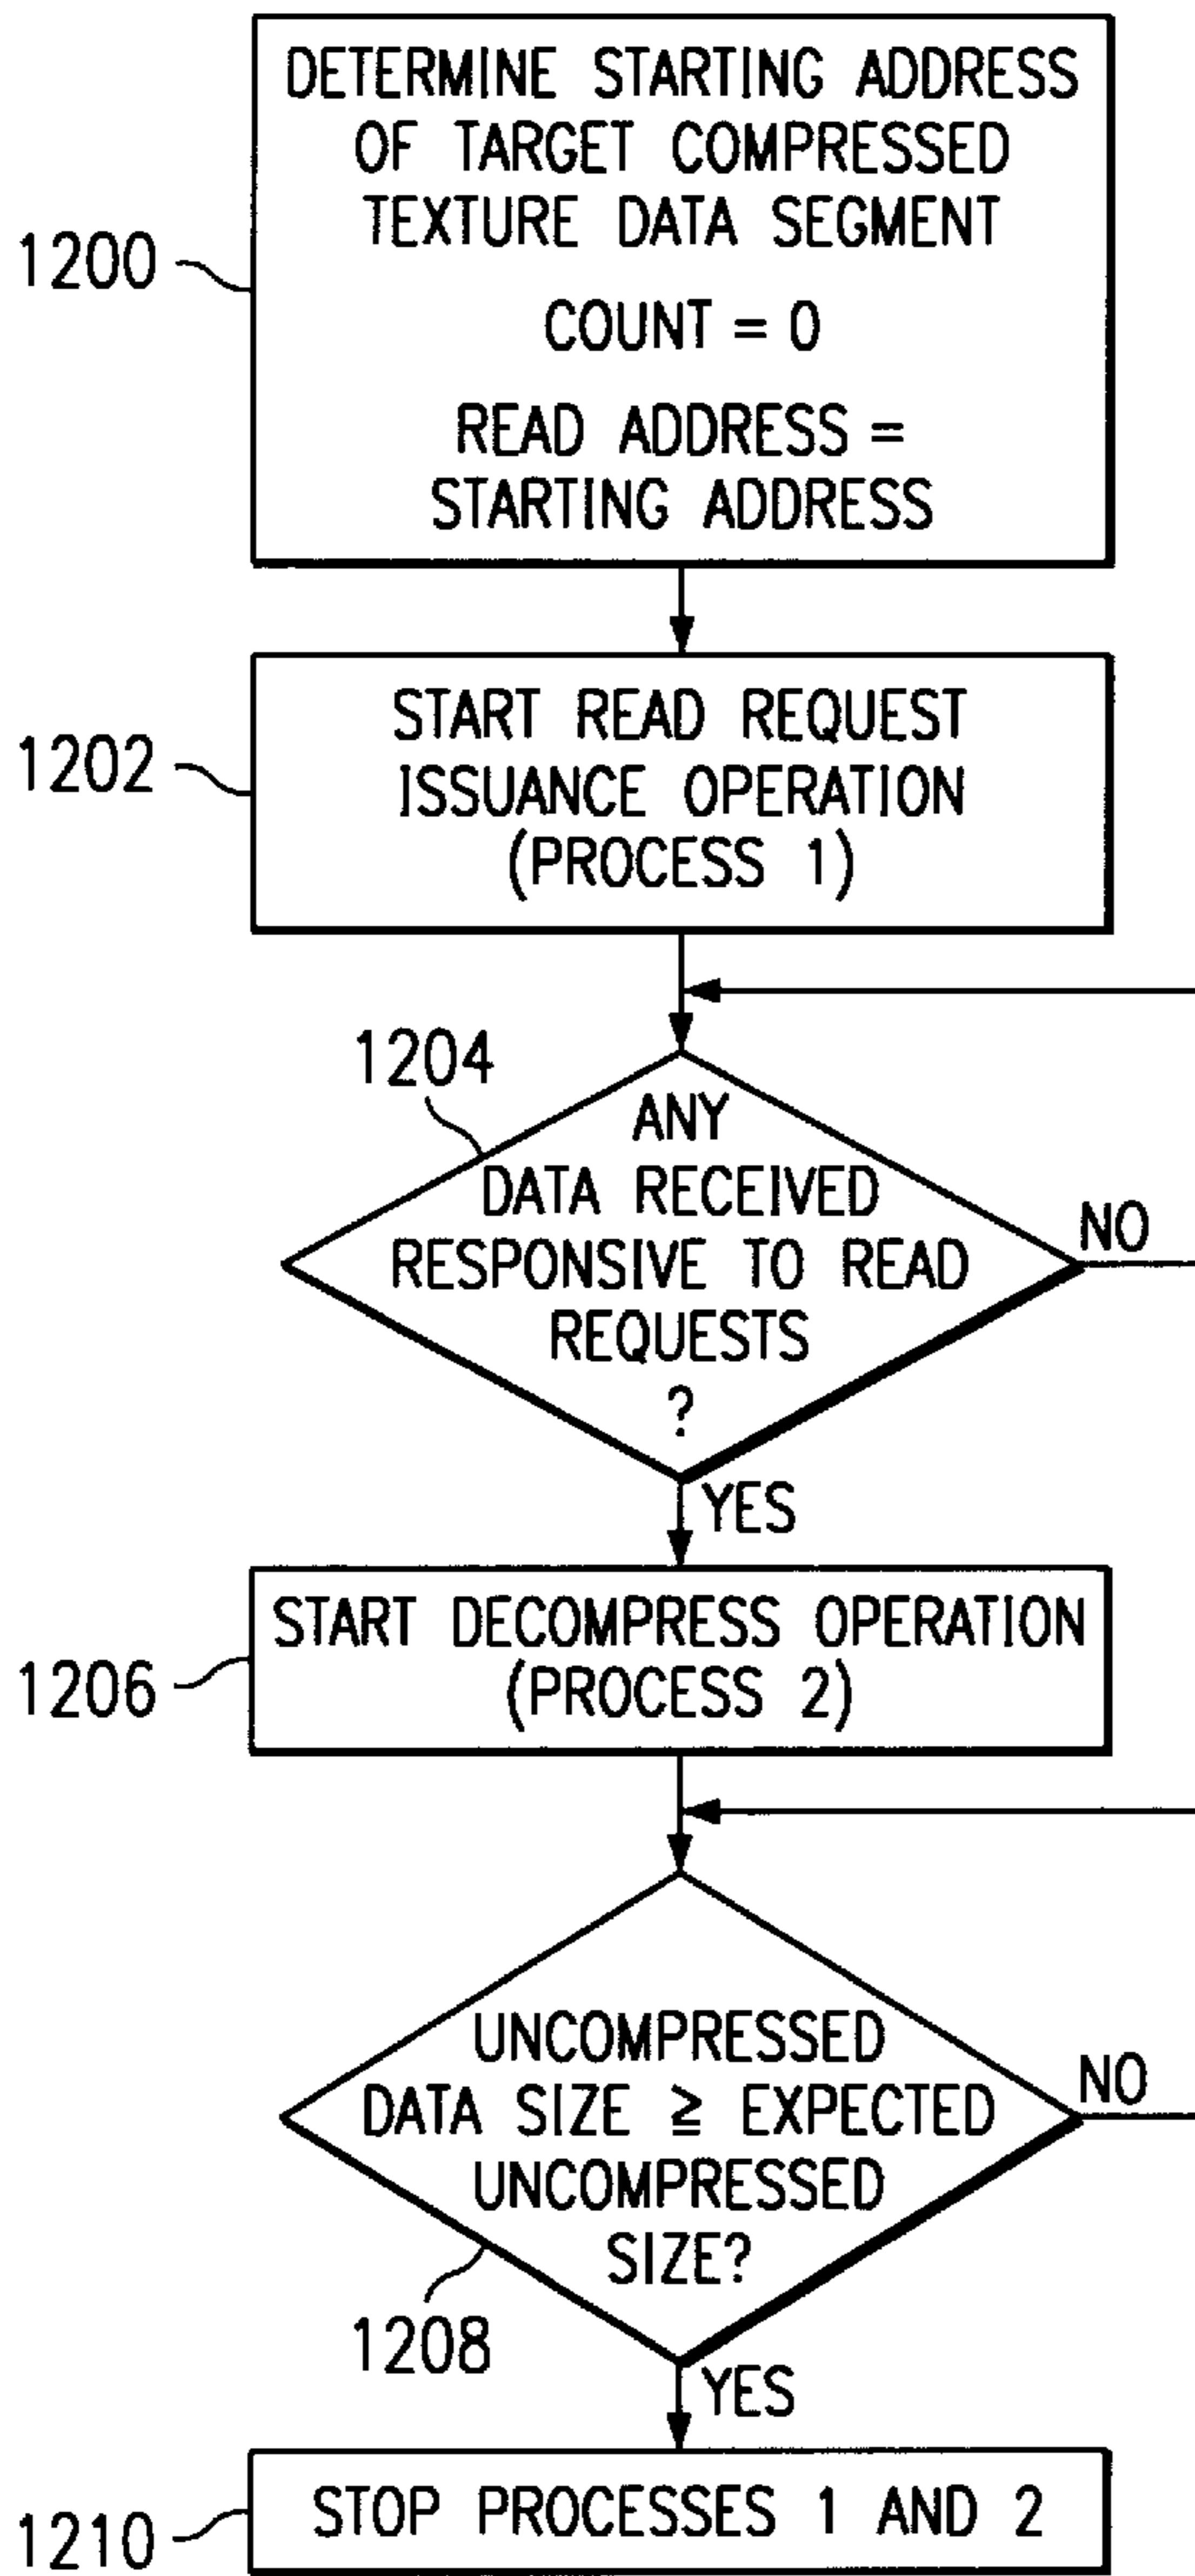 DETERMINE STARTING ADDRESS
OF TARGET COMPRESSED
TEXTURE DATA SEGMENT
1200
COUNT = 0
READ ADDRESS =
STARTING ADDRESS
START READ REQUEST
1202
ISSUANCE OPERATION
(PROCESS 1)
1204
ANY
DATA RECEIVED
NO
RESPONSIVE TO READ
REQUESTS
?
YES
START DECOMPRESS OPERATION
1206
(PROCESS 2)
UNCOMPRESSED
NO
DATA SIZE ≧ EXPECTED
UNCOMPRESSED
SIZE?
1208
YES
STOP PROCESSES 1 AND 2
1210